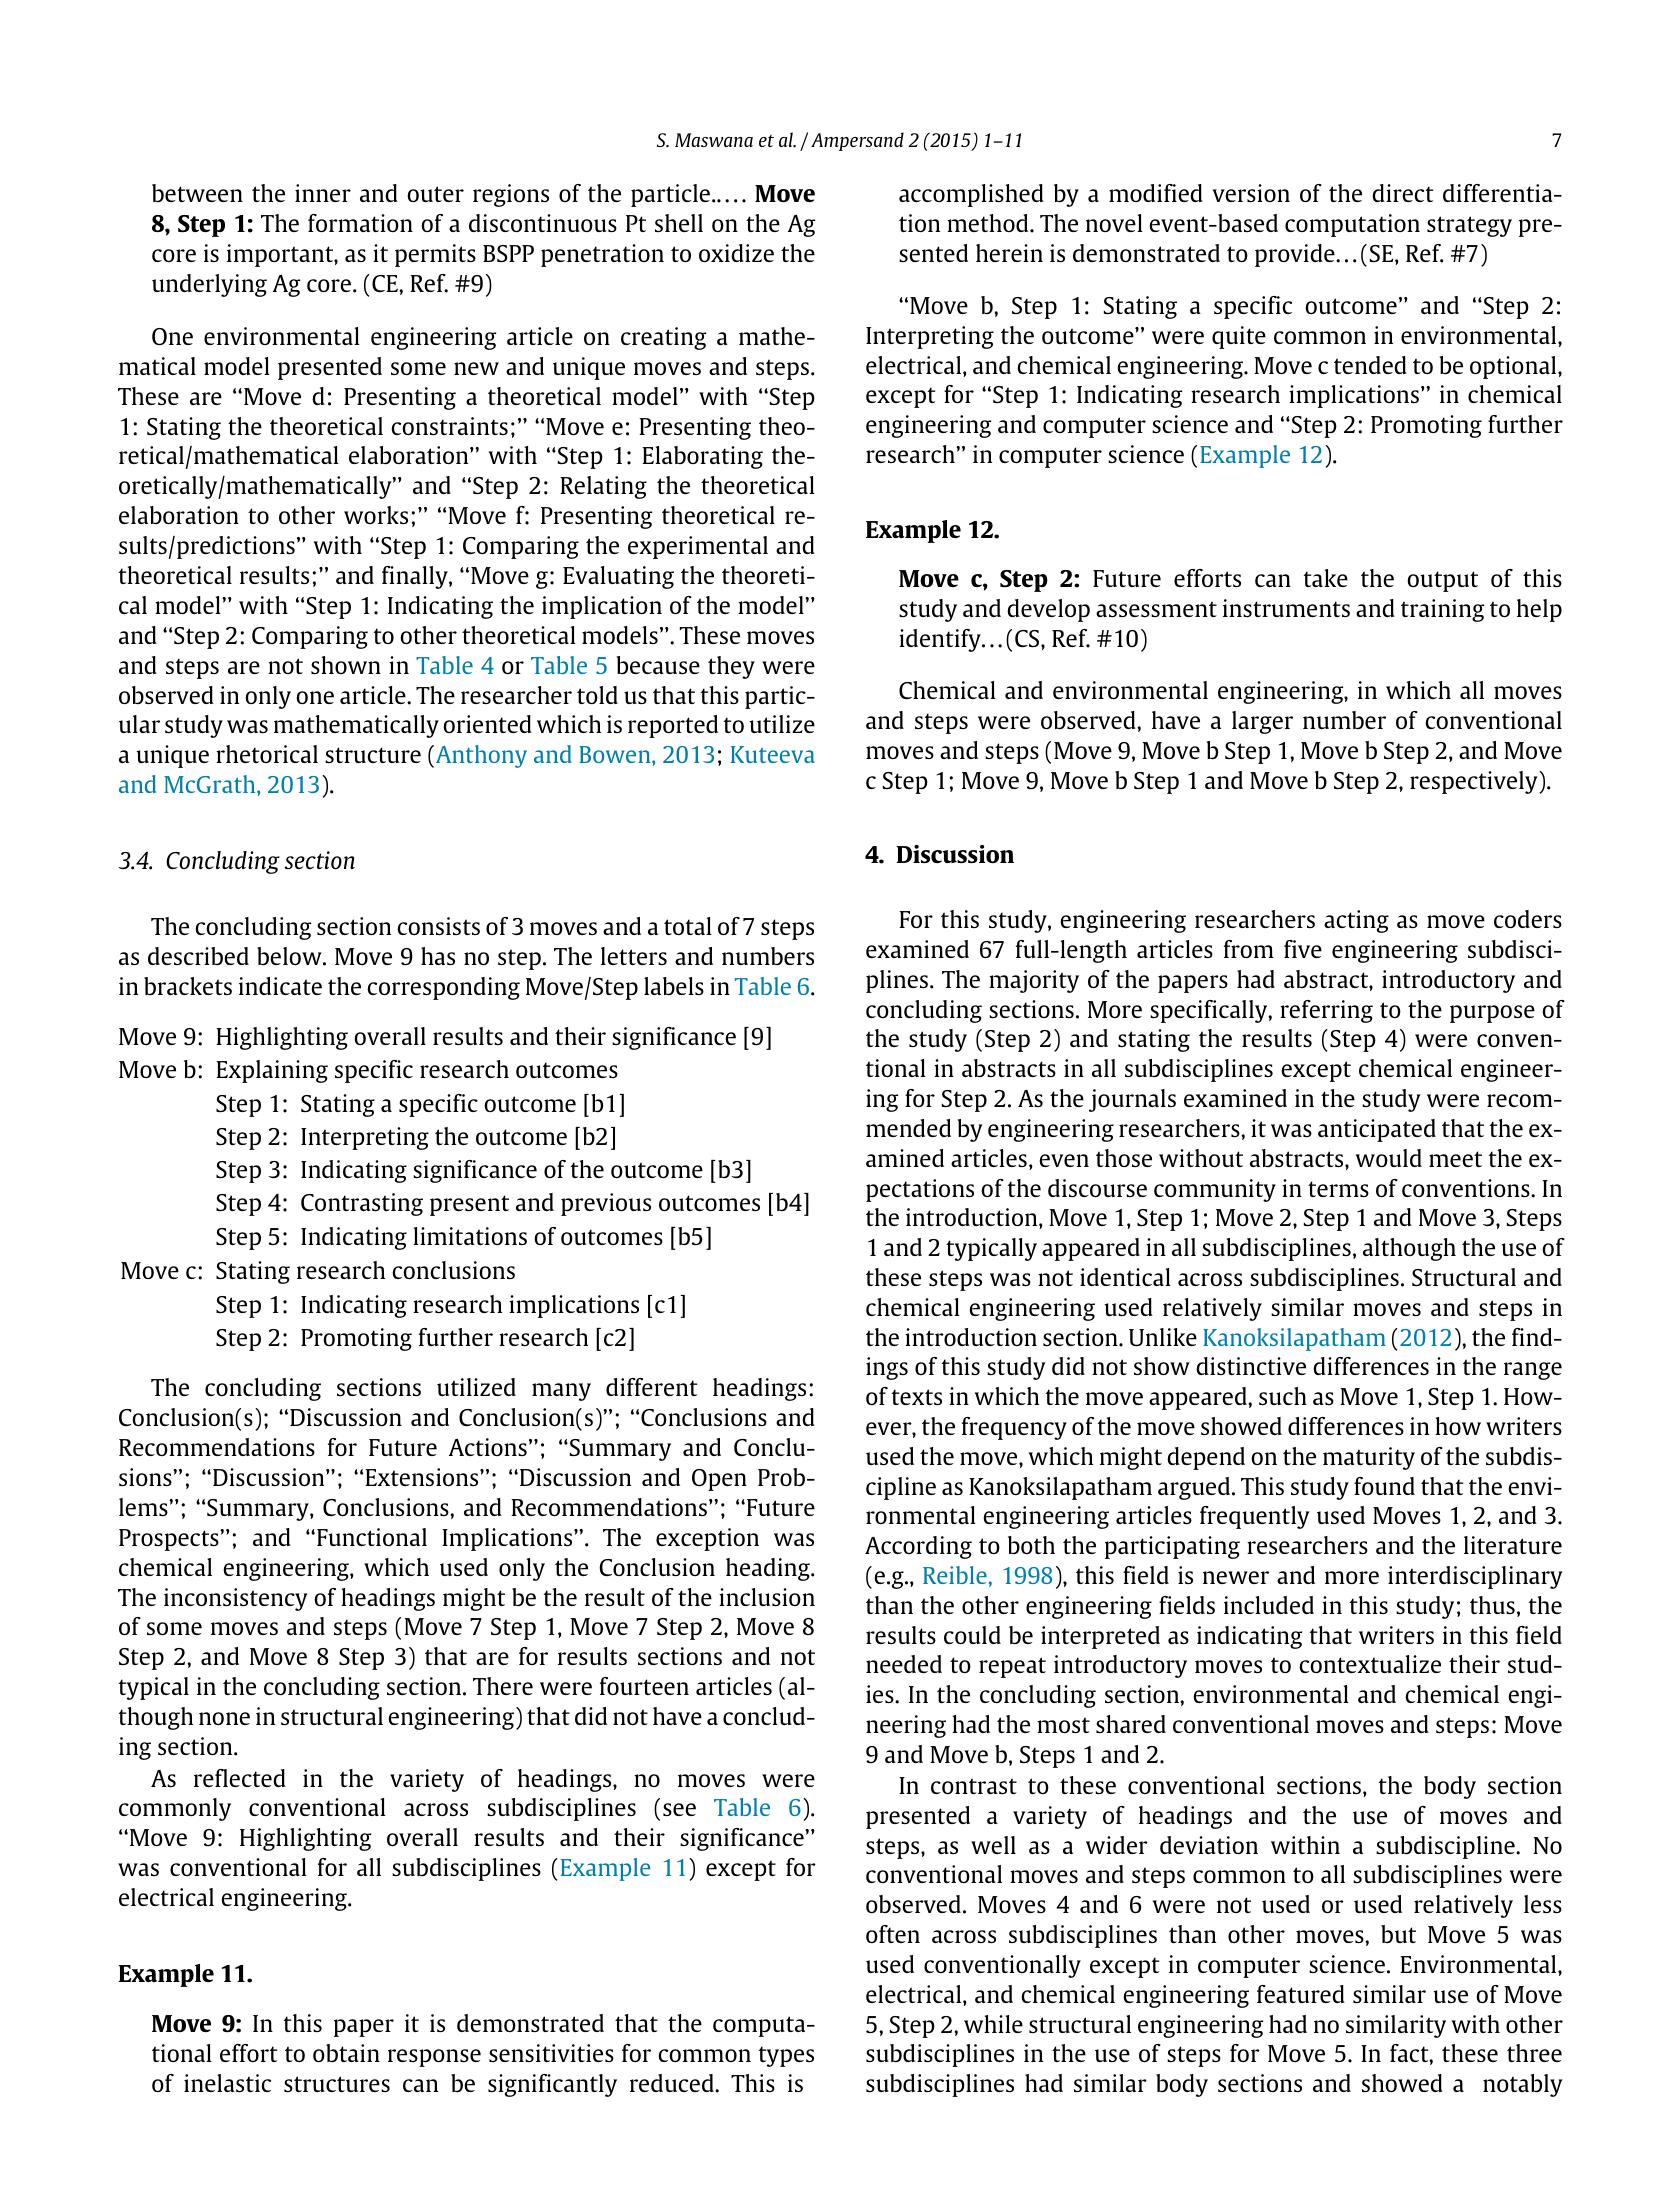 S. Maswana et al. / Ampersand 2 (2015) 1–11
7
between the inner and outer regions of the particle..... Move
8, Step 1: The formation of a discontinuous Pt shell on the Ag
core is important, as it permits BSPP penetration to oxidize the
underlying Ag core. (CE, Ref. #9)
One environmental engineering article on creating a mathe-
matical model presented some new and unique moves and steps.
These are ‘‘Move d: Presenting a theoretical model’’ with ‘‘Step
1: Stating the theoretical constraints;’’ ‘‘Move e: Presenting theo-
retical/mathematical elaboration’’ with ‘‘Step 1: Elaborating the-
oretically/mathematically’’ and ‘‘Step 2: Relating the theoretical
elaboration to other works;’’ ‘‘Move f: Presenting theoretical re-
sults/predictions’’ with ‘‘Step 1: Comparing the experimental and
theoretical results;’’ and finally, ‘‘Move g: Evaluating the theoreti-
cal model’’ with ‘‘Step 1: Indicating the implication of the model’’
and ‘‘Step 2: Comparing to other theoretical models’’. These moves
and steps are not shown in Table 4 or Table 5 because they were
observed in only one article. The researcher told us that this partic-
ular study was mathematically oriented which is reported to utilize
a unique rhetorical structure (Anthony and Bowen, 2013; Kuteeva
and McGrath, 2013).
3.4. Concluding section
The concluding section consists of 3 moves and a total of 7 steps
as described below. Move 9 has no step. The letters and numbers
in brackets indicate the corresponding Move/Step labels in Table 6.
Move 9: Highlighting overall results and their significance [9]
Move b: Explaining specific research outcomes
Step 1: Stating a specific outcome [b1]
Step 2: Interpreting the outcome [b2]
Step 3: Indicating significance of the outcome [b3]
Step 4: Contrasting present and previous outcomes [b4]
Step 5: Indicating limitations of outcomes [b5]
Move c: Stating research conclusions
Step 1: Indicating research implications [c1]
Step 2: Promoting further research [c2]
The concluding sections utilized many different headings:
Conclusion(s); ‘‘Discussion and Conclusion(s)’’; ‘‘Conclusions and
Recommendations for Future Actions’’; ‘‘Summary and Conclu-
sions’’; ‘‘Discussion’’; ‘‘Extensions’’; ‘‘Discussion and Open Prob-
lems’’; ‘‘Summary, Conclusions, and Recommendations’’; ‘‘Future
Prospects’’; and ‘‘Functional Implications’’. The exception was
chemical engineering, which used only the Conclusion heading.
The inconsistency of headings might be the result of the inclusion
of some moves and steps (Move 7 Step 1, Move 7 Step 2, Move 8
Step 2, and Move 8 Step 3) that are for results sections and not
typical in the concluding section. There were fourteen articles (al-
though none in structural engineering) that did not have a conclud-
ing section.
As reflected in the variety of headings, no moves were
commonly conventional across subdisciplines (see Table 6).
‘‘Move 9: Highlighting overall results and their significance’’
was conventional for all subdisciplines (Example 11) except for
electrical engineering.
Example 11.
Move 9: In this paper it is demonstrated that the computa-
tional effort to obtain response sensitivities for common types
of inelastic structures can be significantly reduced. This is
accomplished by a modified version of the direct differentia-
tion method. The novel event-based computation strategy pre-
sented herein is demonstrated to provide...(SE, Ref. #7)
‘‘Move b, Step 1: Stating a specific outcome’’ and ‘‘Step 2:
Interpreting the outcome’’ were quite common in environmental,
electrical, and chemical engineering. Move c tended to be optional,
except for ‘‘Step 1: Indicating research implications’’ in chemical
engineering and computer science and ‘‘Step 2: Promoting further
research’’ in computer science (Example 12).
Example 12.
Move c, Step 2: Future efforts can take the output of this
study and develop assessment instruments and training to help
identify...(CS, Ref. #10)
Chemical and environmental engineering, in which all moves
and steps were observed, have a larger number of conventional
moves and steps (Move 9, Move b Step 1, Move b Step 2, and Move
c Step 1; Move 9, Move b Step 1 and Move b Step 2, respectively).
4. Discussion
For this study, engineering researchers acting as move coders
examined 67 full-length articles from five engineering subdisci-
plines. The majority of the papers had abstract, introductory and
concluding sections. More specifically, referring to the purpose of
the study (Step 2) and stating the results (Step 4) were conven-
tional in abstracts in all subdisciplines except chemical engineer-
ing for Step 2. As the journals examined in the study were recom-
mended by engineering researchers, it was anticipated that the ex-
amined articles, even those without abstracts, would meet the ex-
pectations of the discourse community in terms of conventions. In
the introduction, Move 1, Step 1; Move 2, Step 1 and Move 3, Steps
1 and 2 typically appeared in all subdisciplines, although the use of
these steps was not identical across subdisciplines. Structural and
chemical engineering used relatively similar moves and steps in
the introduction section. Unlike Kanoksilapatham (2012), the find-
ings of this study did not show distinctive differences in the range
of texts in which the move appeared, such as Move 1, Step 1. How-
ever, the frequency of the move showed differences in how writers
used the move, which might depend on the maturity of the subdis-
cipline as Kanoksilapatham argued. This study found that the envi-
ronmental engineering articles frequently used Moves 1, 2, and 3.
According to both the participating researchers and the literature
(e.g., Reible, 1998), this field is newer and more interdisciplinary
than the other engineering fields included in this study; thus, the
results could be interpreted as indicating that writers in this field
needed to repeat introductory moves to contextualize their stud-
ies. In the concluding section, environmental and chemical engi-
neering had the most shared conventional moves and steps: Move
9 and Move b, Steps 1 and 2.
In contrast to these conventional sections, the body section
presented a variety of headings and the use of moves and
steps, as well as a wider deviation within a subdiscipline. No
conventional moves and steps common to all subdisciplines were
observed. Moves 4 and 6 were not used or used relatively less
often across subdisciplines than other moves, but Move 5 was
used conventionally except in computer science. Environmental,
electrical, and chemical engineering featured similar use of Move
5, Step 2, while structural engineering had no similarity with other
subdisciplines in the use of steps for Move 5. In fact, these three
subdisciplines had similar body sections and showed a notably